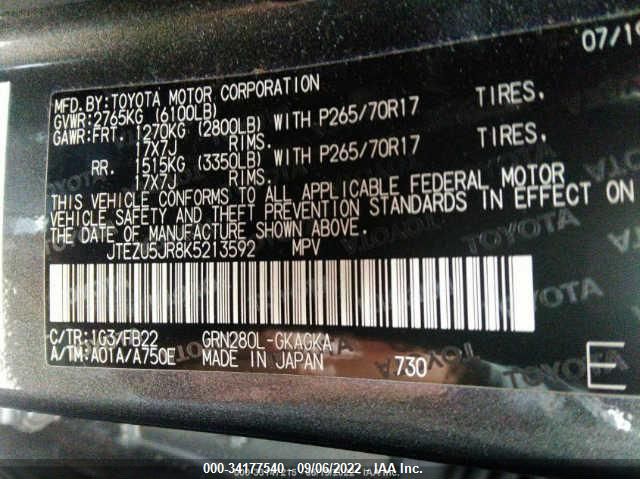 07/19
MFD. BY: TOYOTA MOTOR CORPORATION
GVWR: 2765KG (6100LB)
GAWR: FRT. 1270KG (2800LB) WITH P265/70R17 TIRES.
17X7J RIMS.
RR. 1515KG (3350LB) WITH P265/70R17 TIRES.
17X7J RIMS.
THIS VEHICLE CONFORMS TO ALL APPLICABLE FEDERAL MOTOR
VEHICLE SAFETY AND THEFT PREVENTION STANDARDS IN EFFECT ON
THE DATE OF MANUFACTURE SHOWN ABOVE.
JTEZU5JR8K5213592 MPV
C/TR: 1G3/FB22 GRN280L-GKAGKA
A/TM: A01A/A750E MADE IN JAPAN 730
E
TOYOTA
000-34177540 - 09/06/2022 - IAA Inc.